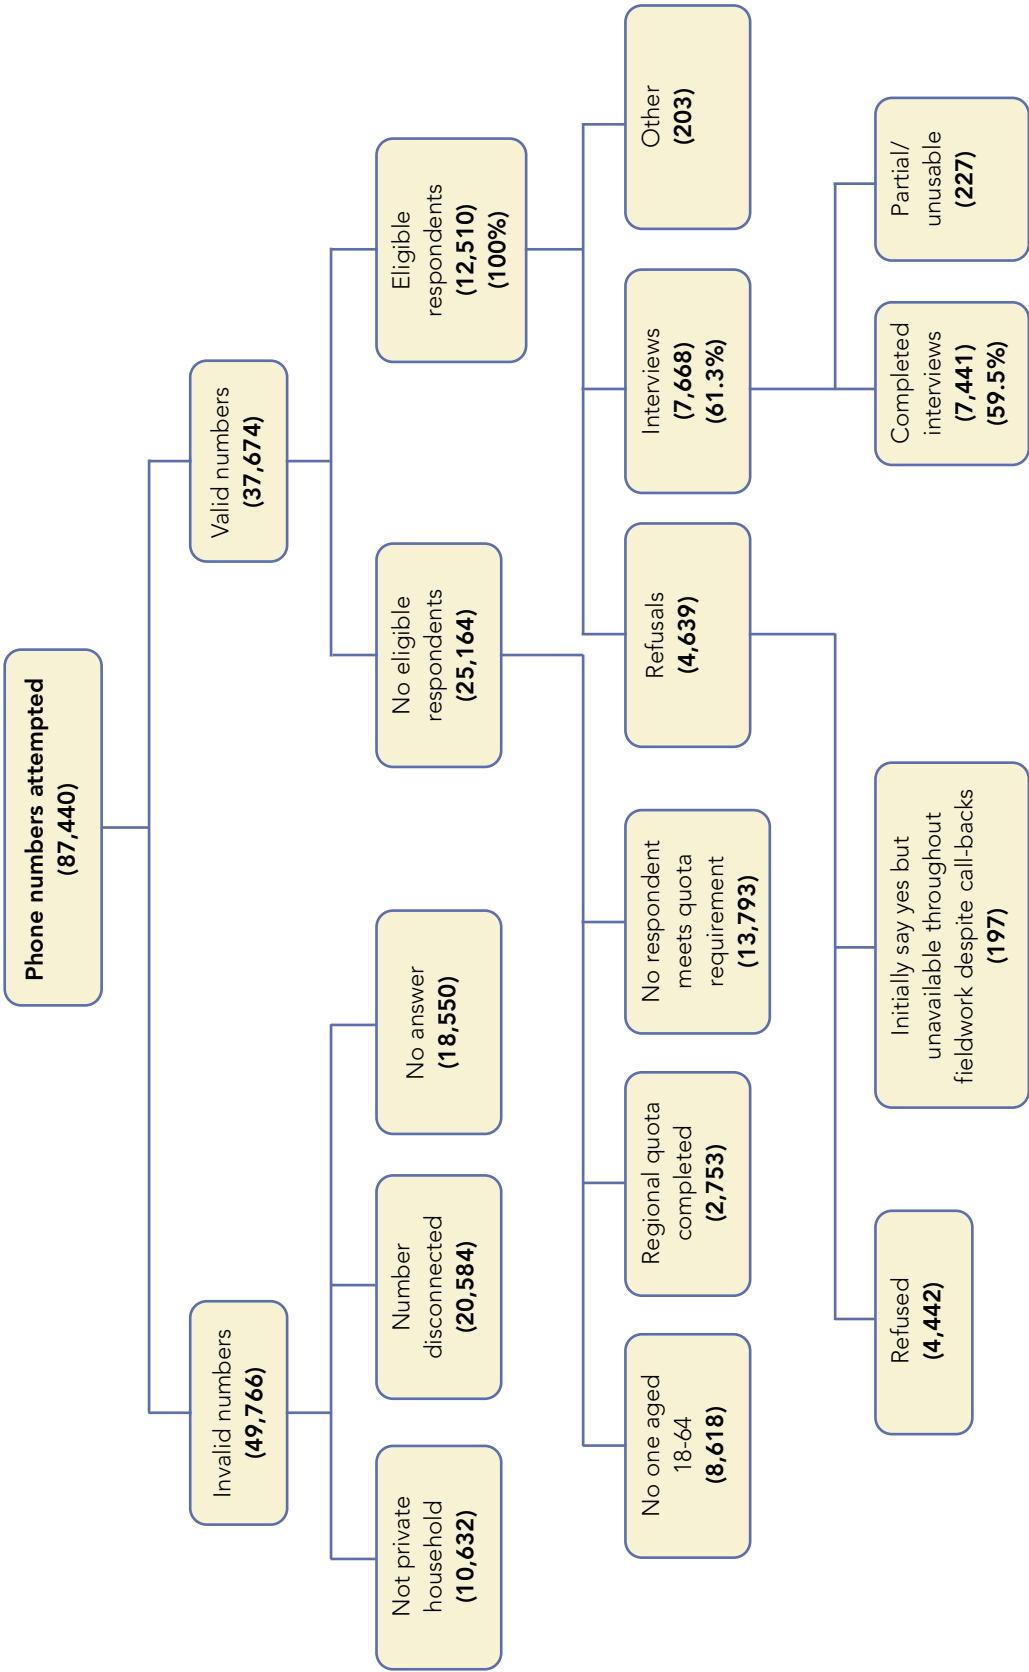 Phone numbers attempted
(87,440)
Invalid numbers
(49,766)
Valid numbers
(37,674)
Not private
household
(10,632)
Number
disconnected
(20,584)
No answer
(18,550)
No eligible
respondents
(25,164)
Eligible
respondents
(12,510)
(100%)
No one aged
18-64
(8,618)
Regional quota
completed
(2,753)
No respondent
meets quota
requirement
(13,793)
Refusals
(4,639)
Interviews
(7,668)
(61.3%)
Other
(203)
Refused
(4,442)
Initially say yes but
unavailable throughout
fieldwork despite call-backs
(197)
Completed
interviews
(7,441)
(59.5%)
Partial/
unusable
(227)